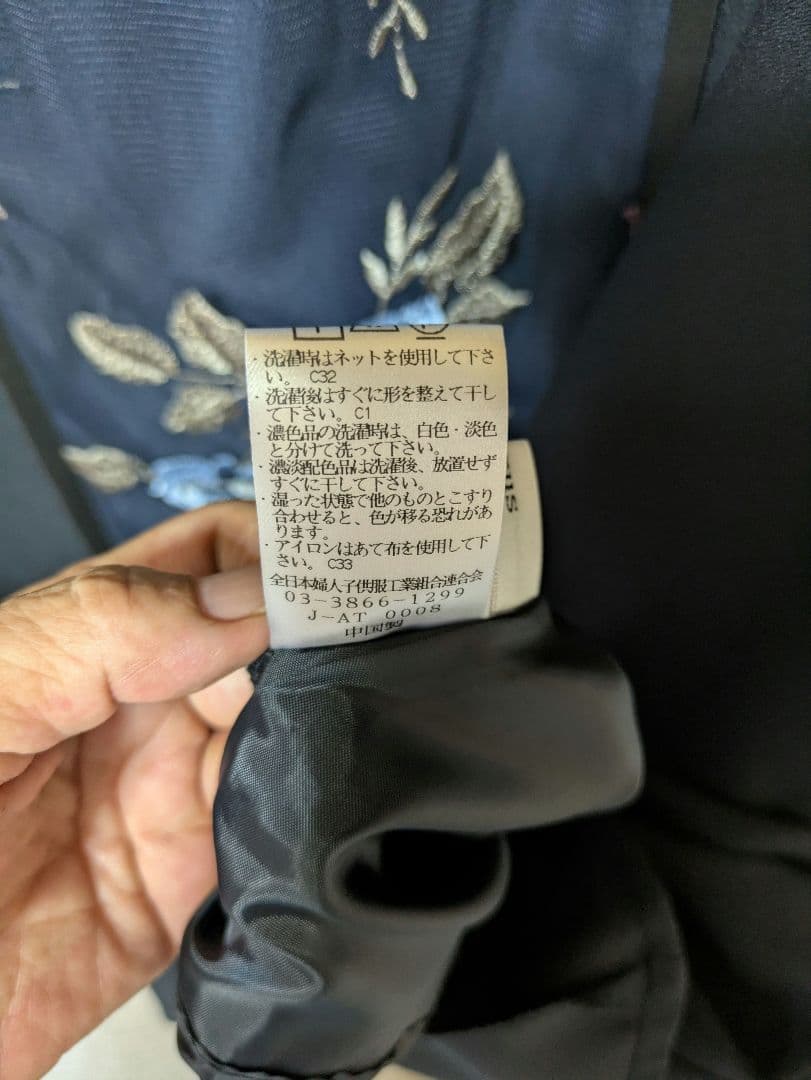 ・洗濯時はネットを使用して下さ
い。 C32
・洗濯後はすぐに形を整えて干し
て下さい。C1
・濃色品の洗濯時は、白色・淡色
と分けて洗って下さい。
・濃淡配色品は洗濯後、放置せず
すぐに干して下さい。
・湿った状態で他のものとこすり
合わせると、色が移る恐れがあ
ります。
・アイロンはあて布を使用して下
さい。 C33
全日本婦人子供服工業組合連合会
03-3866-1299
J-AT 0008
中国製